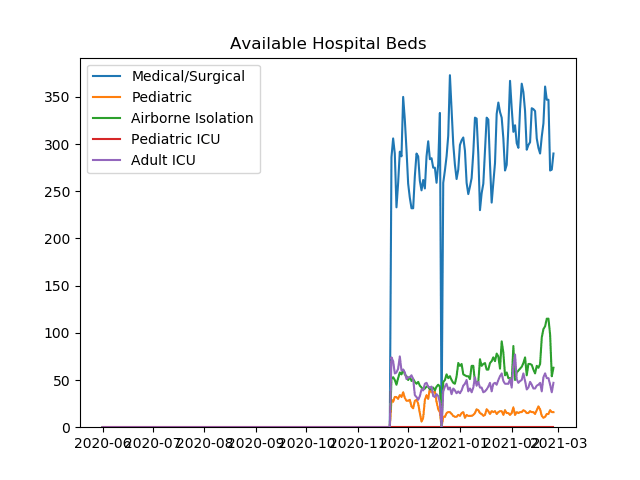 Available Hospital Beds
Medical/Surgical
Pediatric
Airborne Isolation
Pediatric ICU
Adult ICU
350
300
250
200
150
100
50
0
2020-06 2020-07 2020-08 2020-09 2020-10 2020-11 2020-12 2021-01 2021-02 2021-03